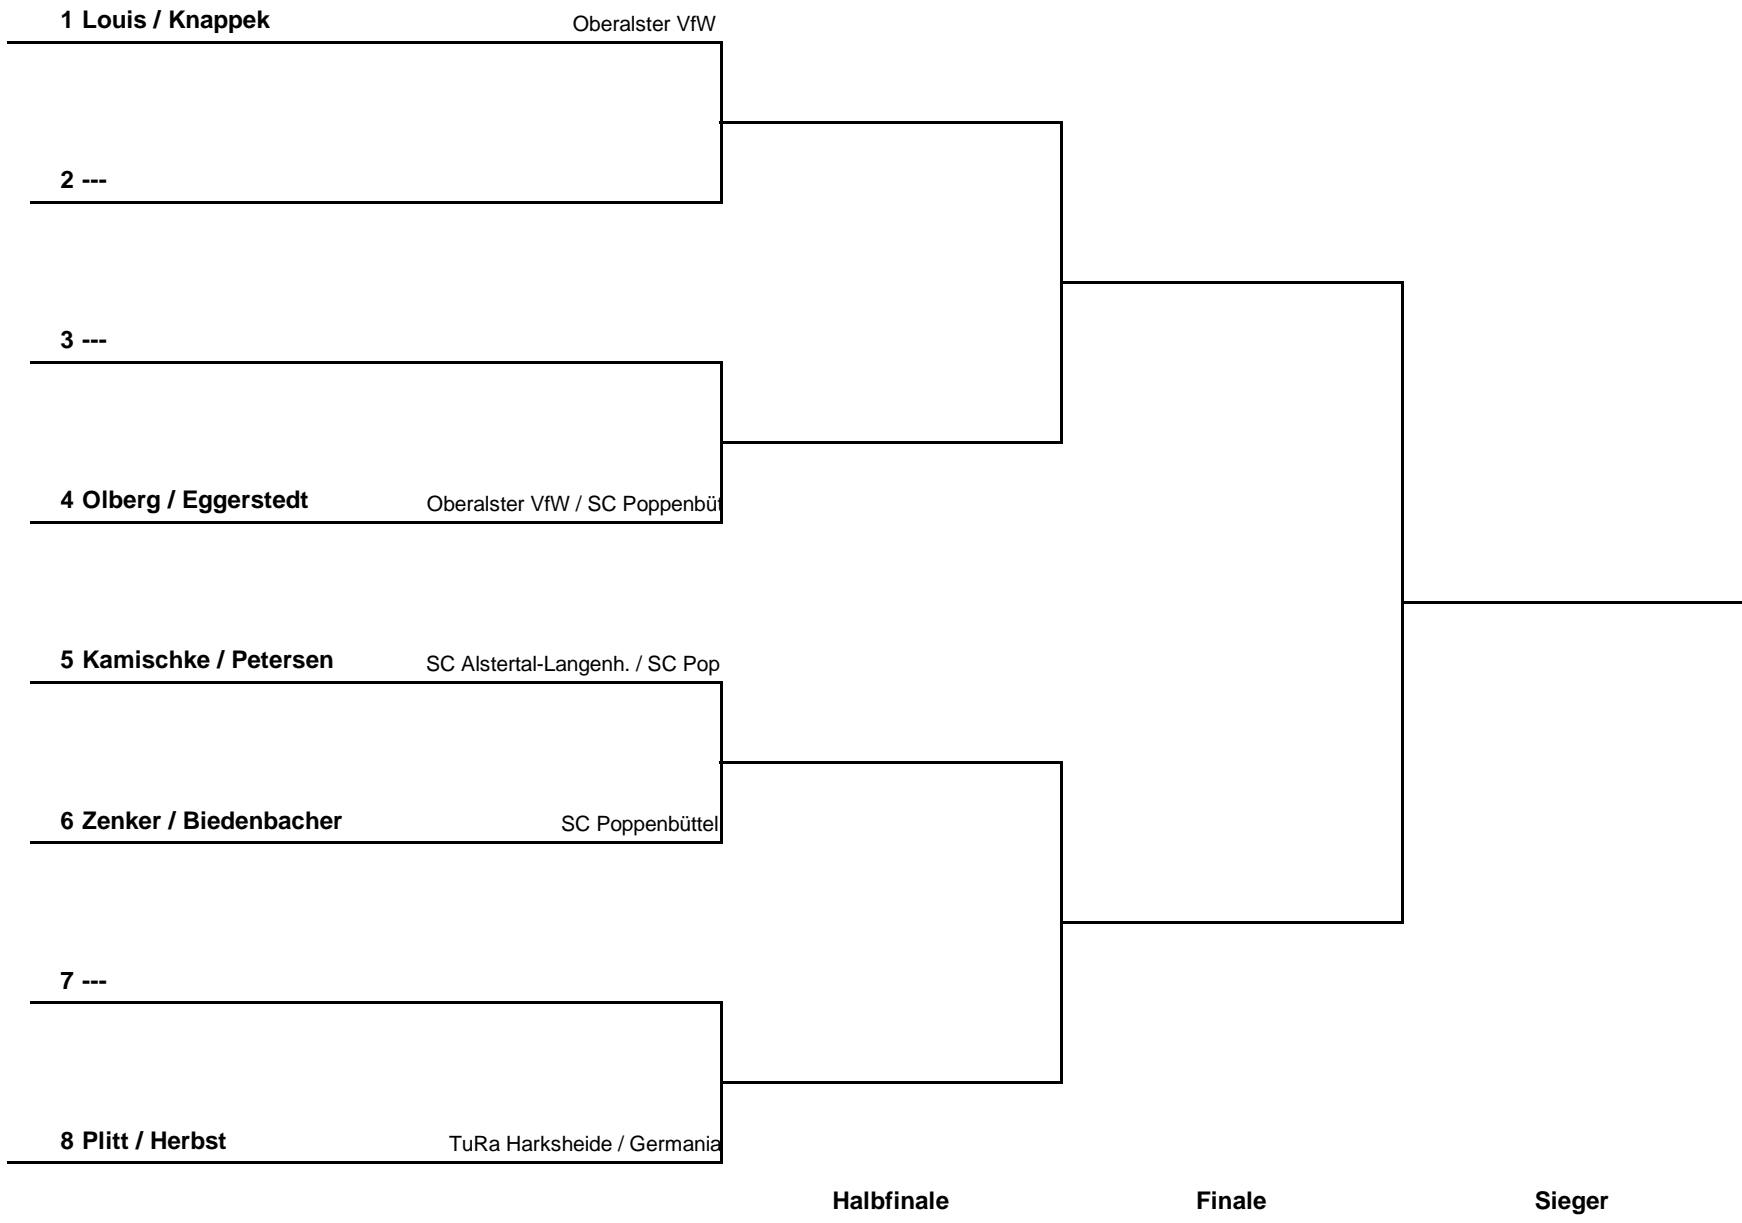 1 Louis / Knappek Oberalster VfW
2 ---
3 ---
4 Olberg / Eggerstedt Oberalster VfW / SC Poppenbüt
5 Kamischke / Petersen SC Alstertal-Langenh. / SC Pop
6 Zenker / Biedenbacher SC Poppenbüttel
7 ---
8 Plitt / Herbst TuRa Harksheide / Germania
Halbfinale Finale Sieger